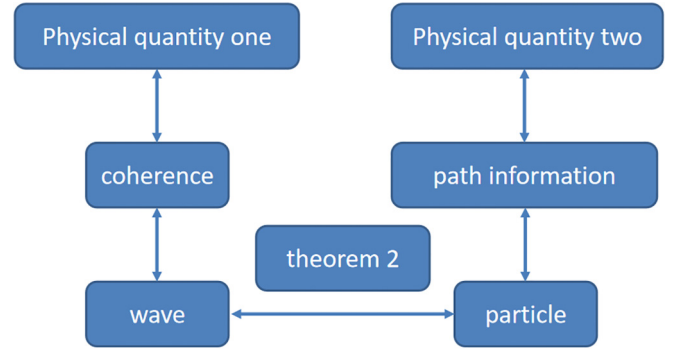 Physical quantity one
Physical quantity two
coherence
path information
theorem 2
wave
particle